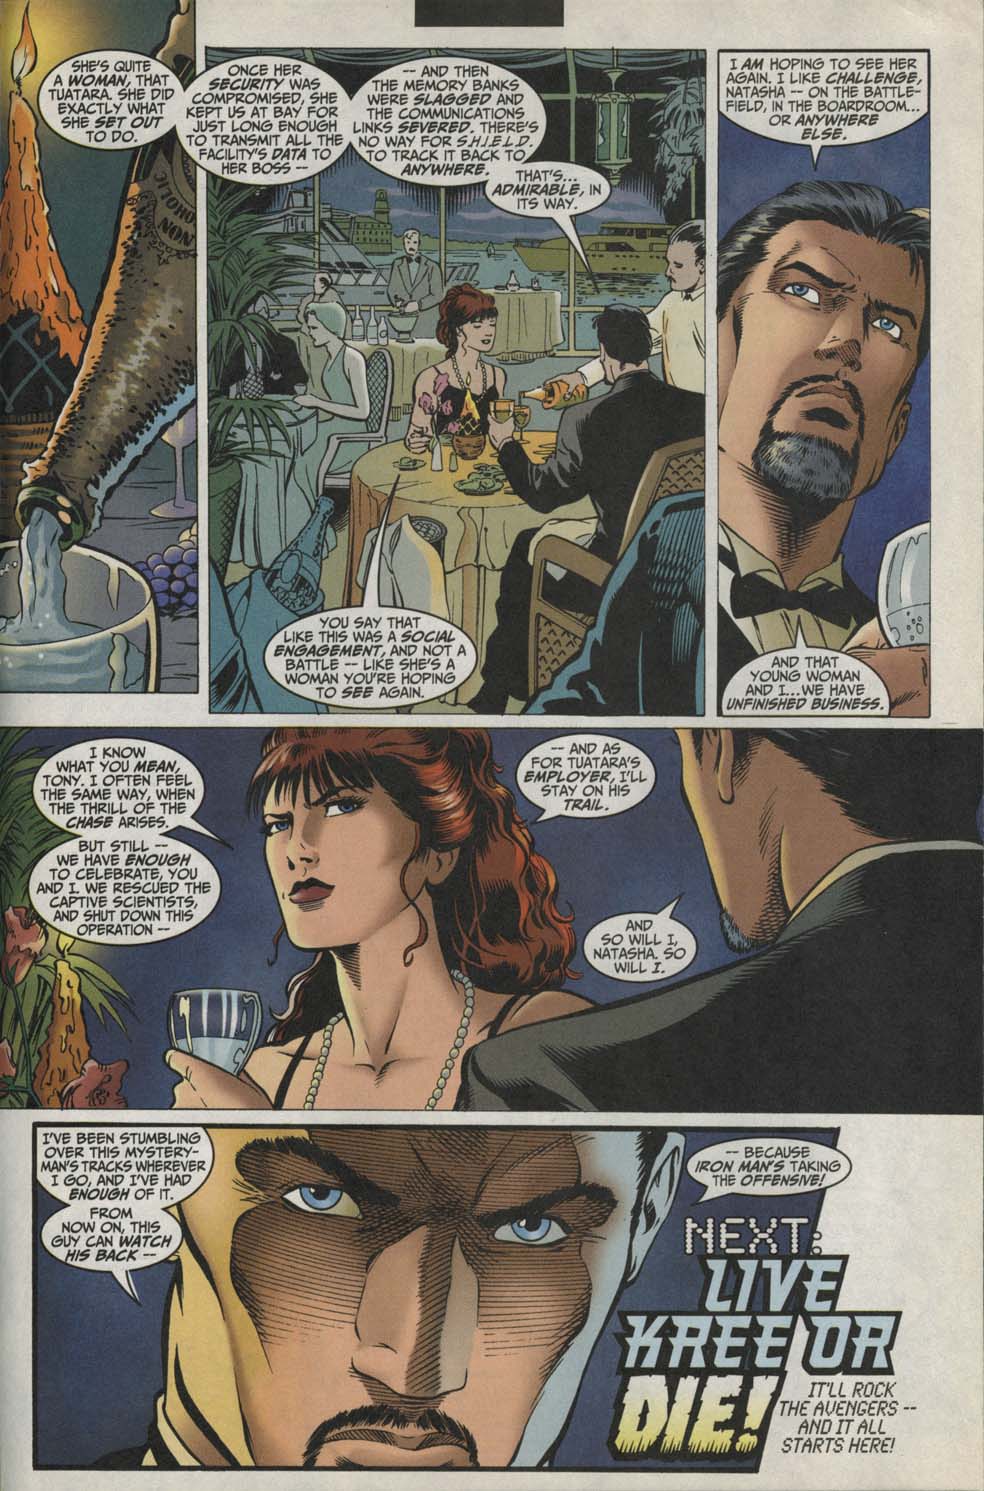 SHE'S QUITE
A WOMAN, THAT
TUATARA. SHE DID
EXACTLY WHAT
SHE SET OUT
TO DO.
ONCE HER
SECURITY WAS
COMPROMISED, SHE
KEPT US AT BAY FOR
JUST LONG ENOUGH
TO TRANSMIT ALL THE
FACILITY'S DATA TO
HER BOSS --
-- AND THEN
THE MEMORY BANKS
WERE SLAGGED AND THE
COMMUNICATIONS
LINKS SEVERED. THERE'S
NO WAY FOR S.H.I.E.L.D.
TO TRACK IT BACK TO
ANYWHERE.
THAT'S...
ADMIRABLE, IN
ITS WAY.
YOU SAY THAT
LIKE THIS WAS A SOCIAL
ENGAGEMENT, AND NOT A
BATTLE -- LIKE SHE'S A
WOMAN YOU'RE HOPING
TO SEE AGAIN.
I AM HOPING TO SEE HER
AGAIN. I LIKE CHALLENGE,
NATASHA -- ON THE BATTLE-
FIELD, IN THE BOARDROOM...
OR ANYWHERE
ELSE.
AND THAT
YOUNG WOMAN
AND I...WE HAVE
UNFINISHED BUSINESS.
I KNOW
WHAT YOU MEAN,
TONY. I OFTEN FEEL
THE SAME WAY, WHEN
THE THRILL OF THE
CHASE ARISES.
BUT STILL --
WE HAVE ENOUGH
TO CELEBRATE, YOU
AND I. WE RESCUED THE
CAPTIVE SCIENTISTS,
AND SHUT DOWN THIS
OPERATION --
-- AND AS
FOR TUATARA'S
EMPLOYER, I'LL
STAY ON HIS
TRAIL.
AND
SO WILL I,
NATASHA. SO
WILL I.
I'VE BEEN STUMBLING
OVER THIS MYSTERY-
MAN'S TRACKS WHEREVER
I GO, AND I'VE HAD
ENOUGH OF IT.
FROM
NOW ON, THIS
GUY CAN WATCH
HIS BACK --
-- BECAUSE
IRON MAN'S TAKING
THE OFFENSIVE!
NEXT:
LIVE
KREE OR
DIE!
IT'LL ROCK
THE AVENGERS --
AND IT ALL
STARTS HERE!